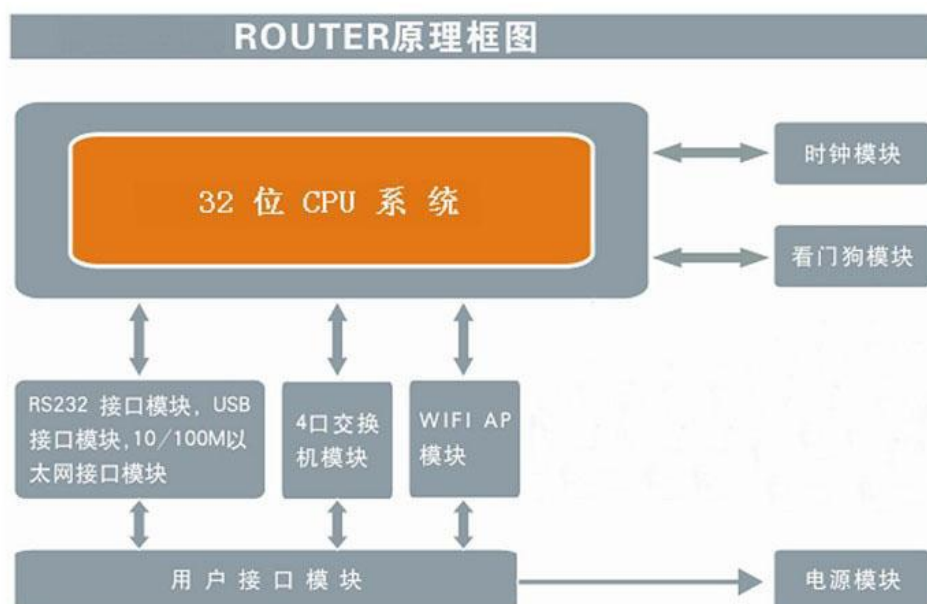 ROUTER原理框图
32 位 CPU 系 统
时钟模块
看门狗模块
RS232 接口模块, USB
接口模块,10/100M以
太网接口模块
4口交换
机模块
WIFI AP
模块
用 户 接 口 模 块
电源模块